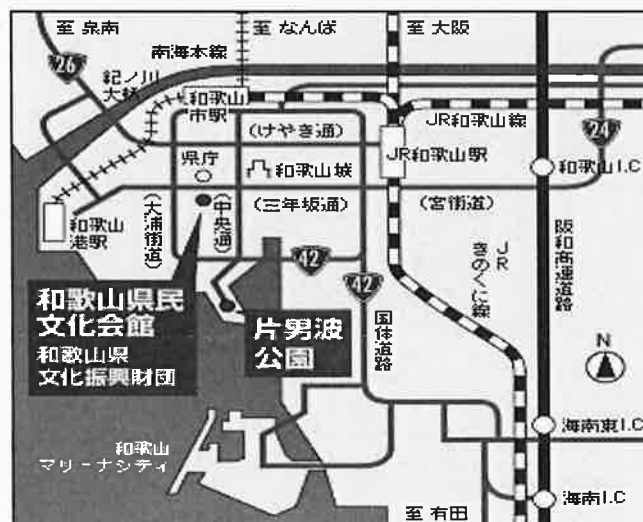 至 泉南
至 なんば
至 大阪
南海本線
26
紀ノ川
大橋
和歌山
市駅
(けやき通)
JR和歌山線
24
県庁
和歌山城
JR和歌山駅
和歌山I.C
和歌山
港駅
(大浦街道)
(中央通)
(三年坂通)
(宮街道)
阪和高速道路
JR
きのくに線
42
42
国体道路
和歌山県民
文化会館
和歌山県
文化振興財団
片男波
公園
N
海南東I.C
和歌山
マリーナシティ
海南I.C
至 有田